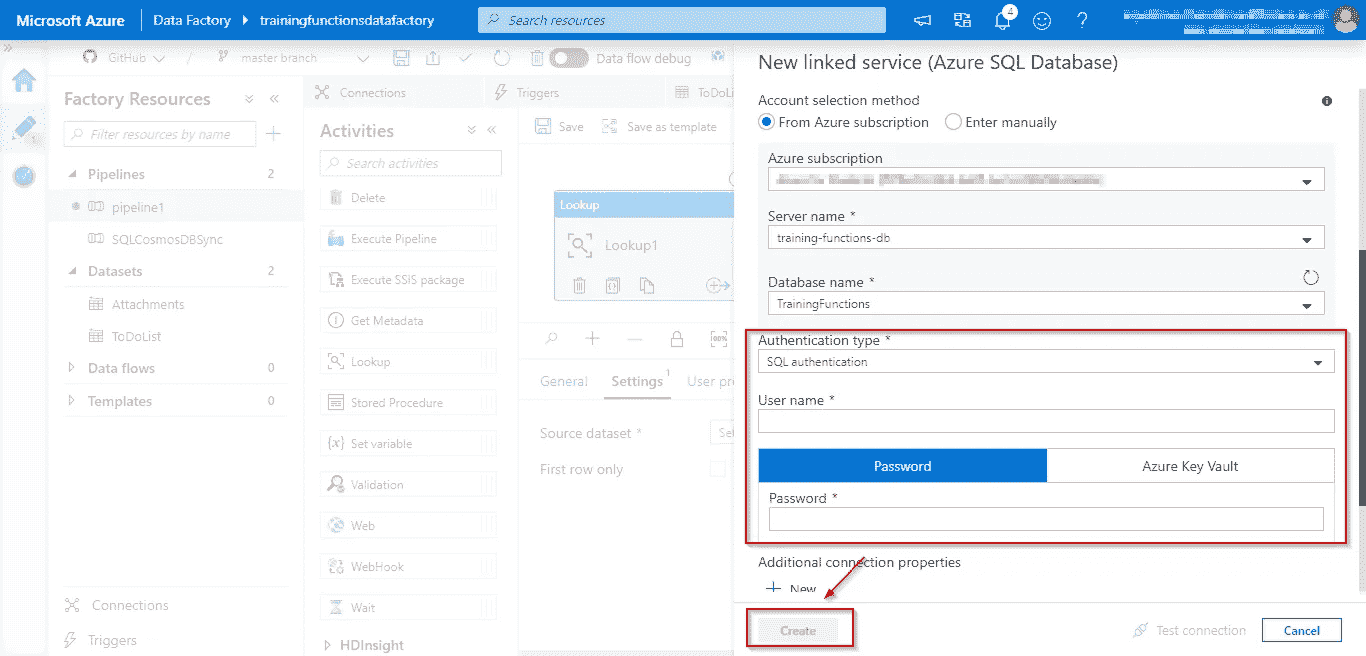 Microsoft Azure
Data Factory
trainingfunctionsdatafactory
Search resources
4
GitHub
master branch
Data flow debug
Factory Resources
Filter resources by name
Pipelines 2
pipeline1
SQLCosmosDBSync
Datasets 2
Attachments
ToDoList
Data flows 0
Templates 0
Connections
Triggers
Connections
Triggers
ToDoLi
Activities
Search activities
Delete
Execute Pipeline
Execute SSIS package
Get Metadata
Lookup
Stored Procedure
Set variable
Validation
Web
WebHook
Wait
HDInsight
Save
Save as template
Lookup
Lookup1
100%
General
Settings 1
User pr
Source dataset *
Sel
First row only
New linked service (Azure SQL Database)
Account selection method
From Azure subscription
Enter manually
Azure subscription
Server name *
training-functions-db
Database name *
TrainingFunctions
Authentication type *
SQL authentication
User name *
Password
Azure Key Vault
Password *
Additional connection properties
New
Create
Test connection
Cancel